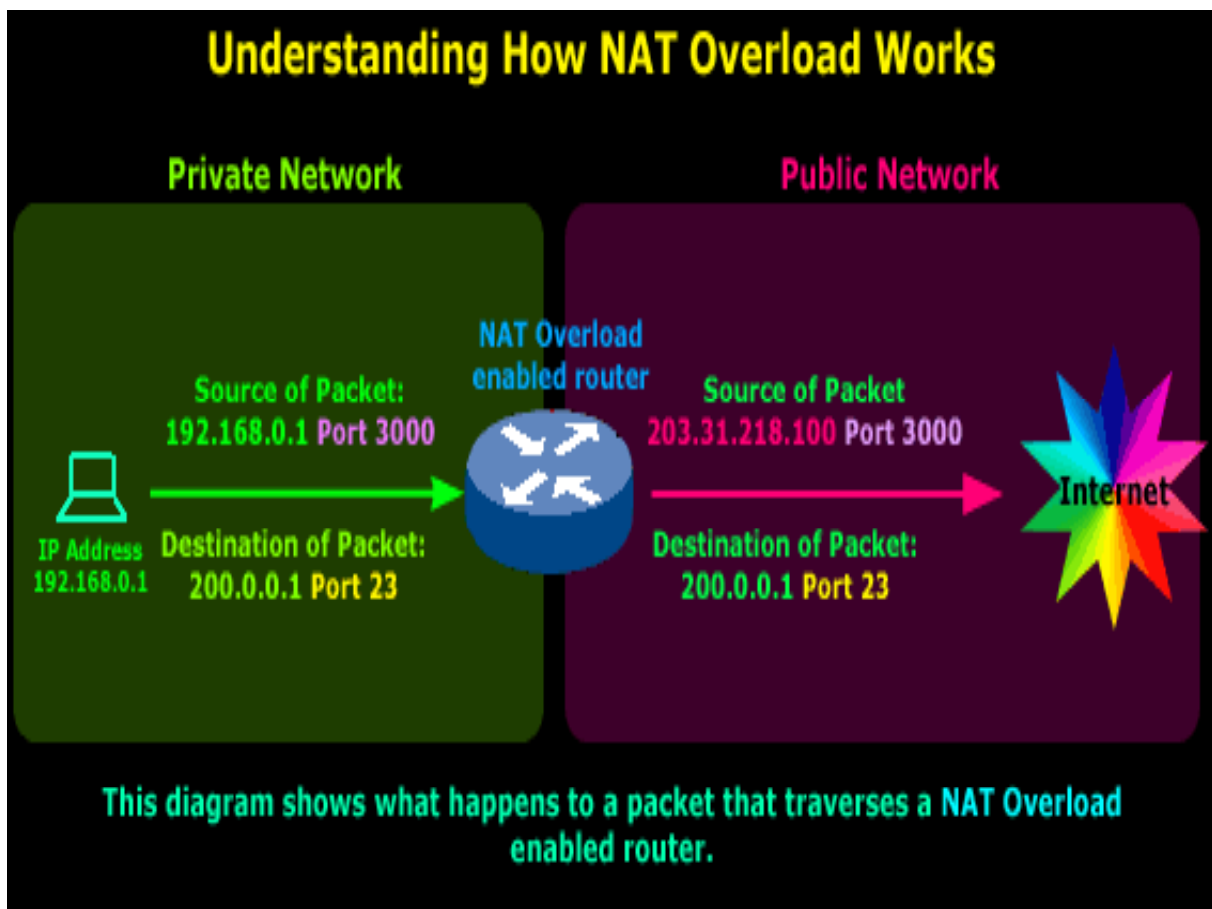 Understanding How NAT Overload Works
Private Network
Public Network
NAT Overload
enabled router
Source of Packet:
192.168.0.1 Port 3000
Source of Packet
203.31.218.100 Port 3000
Internet
IP Address
192.168.0.1
Destination of Packet:
200.0.0.1 Port 23
Destination of Packet:
200.0.0.1 Port 23
This diagram shows what happens to a packet that traverses a NAT Overload
enabled router.